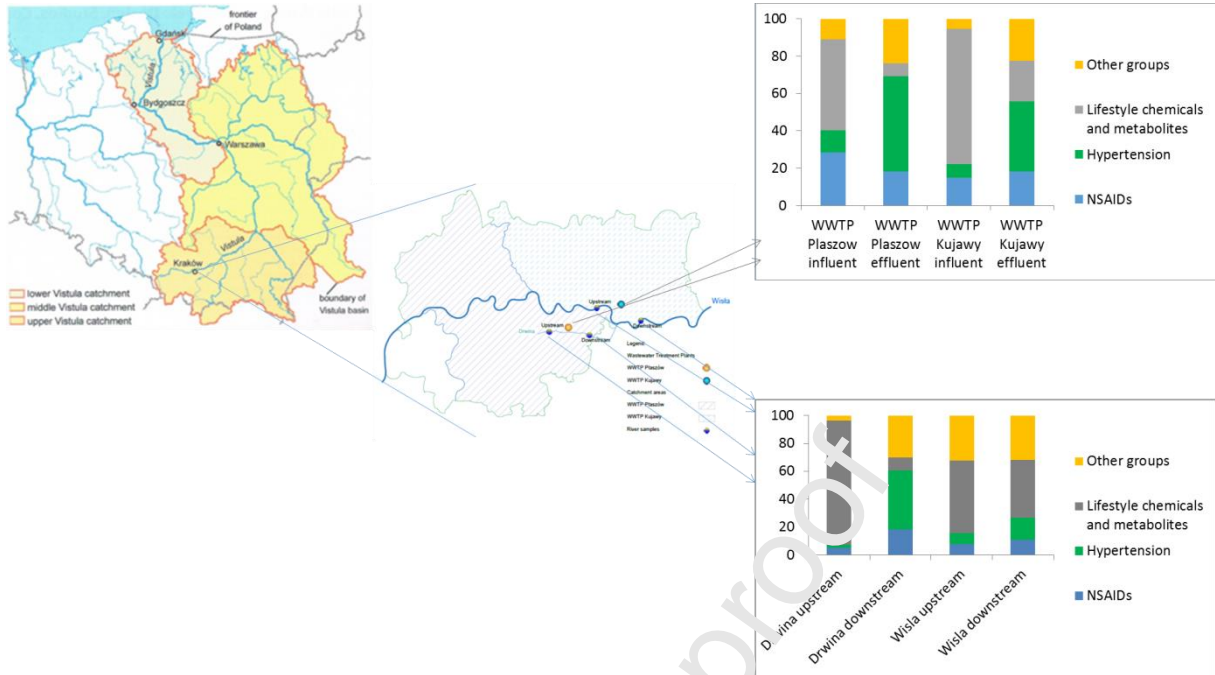 frontier
of Poland
Gdańsk
Vistula
Bydgoszcz
Warszawa
Vistula
Kraków
lower Vistula catchment
middle Vistula catchment
upper Vistula catchment
boundary of
Vistula basin
Wisła
Upstream
Downstream
Drwina
Upstream
Downstream
Legend
Wastewater Treatment Plants
WWTP Płaszów
WWTP Kujawy
Catchment areas
WWTP Płaszów
WWTP Kujawy
River samples
100
80
60
40
20
0
WWTP
Plaszow
influent
WWTP
Plaszow
effluent
WWTP
Kujawy
influent
WWTP
Kujawy
effluent
Other groups
Lifestyle chemicals
and metabolites
Hypertension
NSAIDs
100
80
60
40
20
0
Drwina upstream
Drwina downstream
Wisla upstream
Wisla downstream
Other groups
Lifestyle chemicals
and metabolites
Hypertension
NSAIDs
proof